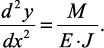 d²y/dx² = M/(E·J).